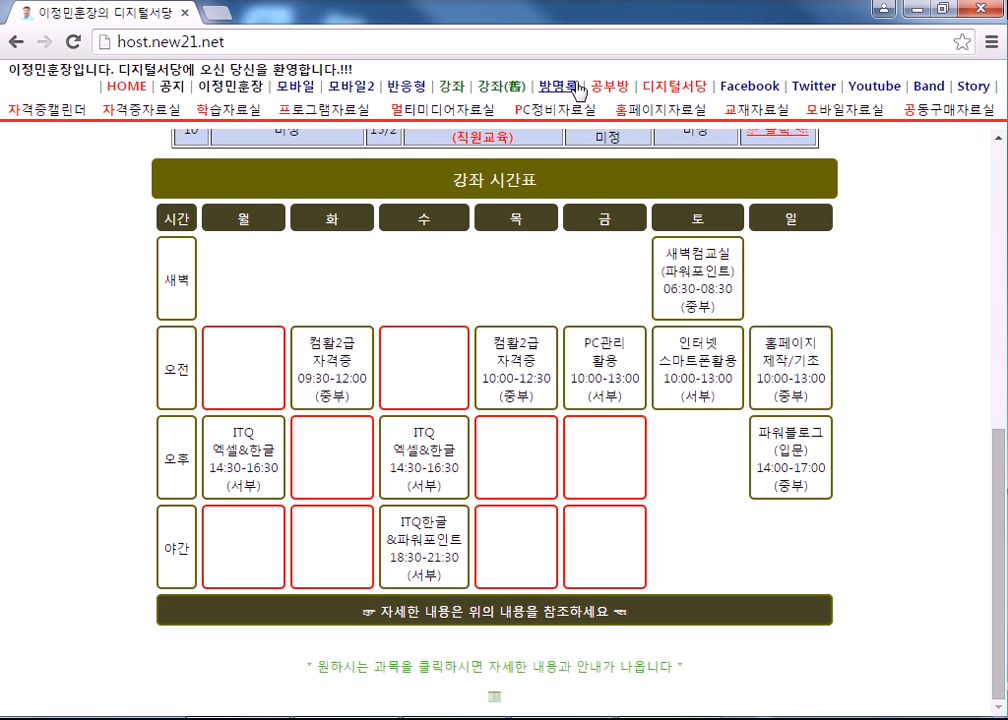 이정민훈장의 디지털서당
host.new21.net
이정민훈장입니다. 디지털서당에 오신 당신을 환영합니다.!!!
| HOME | 공지 | 이정민훈장 | 모바일 | 모바일2 | 반응형 | 강좌 | 강좌(舊) | 방명록 | 공부방 | 디지털서당 | Facebook | Twitter | Youtube | Band | Story |
자격증캘린더 자격증자료실 학습자료실 프로그램자료실 멀티미디어자료실 PC정비자료실 홈페이지자료실 교재자료실 모바일자료실 공동구매자료실
10 미정 15/2 (직원교육) 미정 미정 ☞ 클릭 ☜
강좌 시간표
시간 월 화 수 목 금 토 일
새벽
새벽컴교실
(파워포인트)
06:30-08:30
(중부)
오전
컴활2급
자격증
09:30-12:00
(중부)
컴활2급
자격증
10:00-12:30
(중부)
PC관리
활용
10:00-13:00
(서부)
인터넷
스마트폰활용
10:00-13:00
(서부)
홈페이지
제작/기초
10:00-13:00
(중부)
오후
ITQ
엑셀&한글
14:30-16:30
(서부)
ITQ
엑셀&한글
14:30-16:30
(서부)
파워블로그
(입문)
14:00-17:00
(중부)
야간
ITQ한글
&파워포인트
18:30-21:30
(서부)
☞ 자세한 내용은 위의 내용을 참조하세요 ☜
* 원하시는 과목을 클릭하시면 자세한 내용과 안내가 나옵니다 *